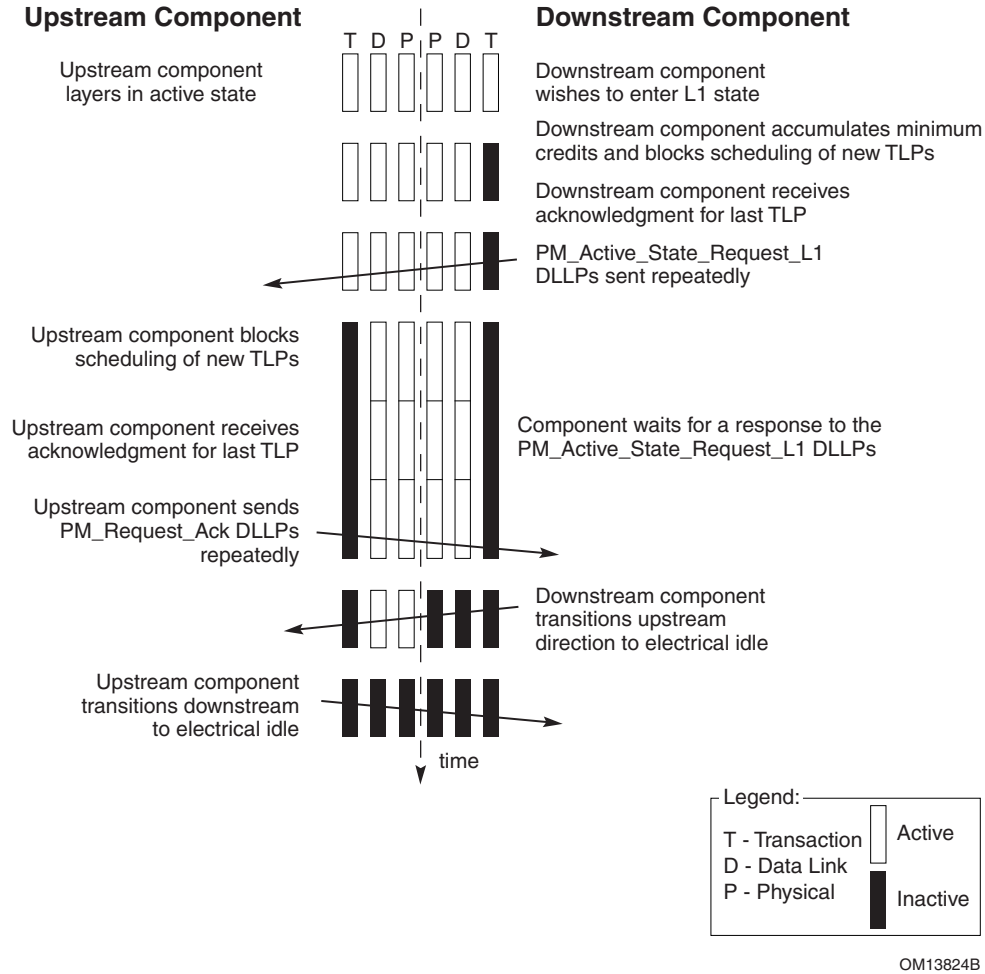 Upstream Component
Downstream Component
T D P P D T
Upstream component
layers in active state
Downstream component
wishes to enter L1 state
Downstream component accumulates minimum
credits and blocks scheduling of new TLPs
Downstream component receives
acknowledgment for last TLP
PM_Active_State_Request_L1
DLLPs sent repeatedly
Upstream component blocks
scheduling of new TLPs
Upstream component receives
acknowledgment for last TLP
Component waits for a response to the
PM_Active_State_Request_L1 DLLPs
Upstream component sends
PM_Request_Ack DLLPs
repeatedly
Downstream component
transitions upstream
direction to electrical idle
Upstream component
transitions downstream
to electrical idle
time
Legend:
T - Transaction
D - Data Link
P - Physical
Active
Inactive
OM13824B